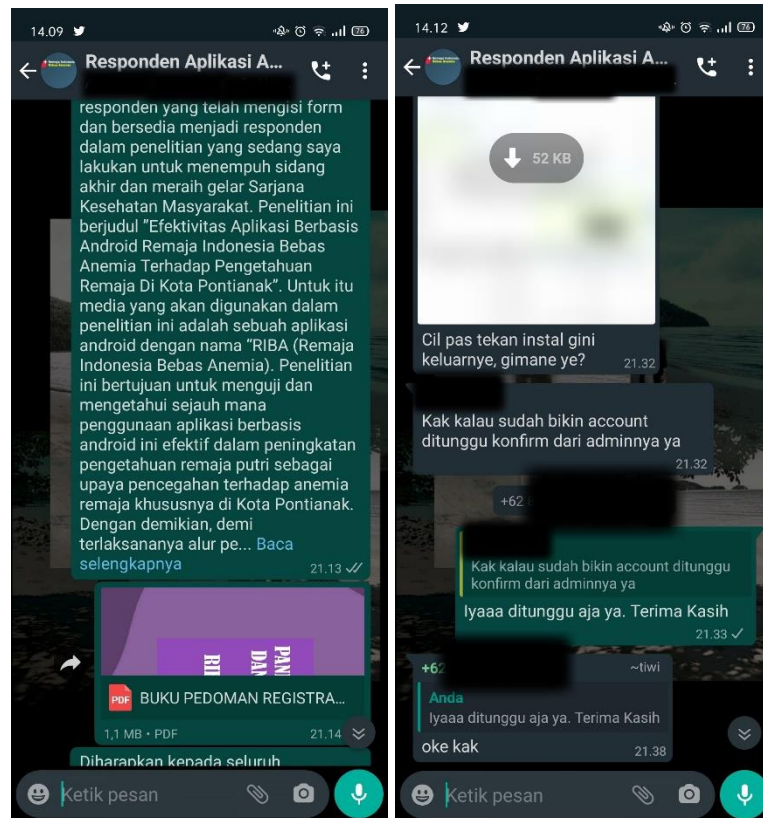 14.09
76
Responden Aplikasi A...
responden yang telah mengisi form
dan bersedia menjadi responden
dalam penelitian yang sedang saya
lakukan untuk menempuh sidang
akhir dan meraih gelar Sarjana
Kesehatan Masyarakat. Penelitian ini
berjudul "Efektivitas Aplikasi Berbasis
Android Remaja Indonesia Bebas
Anemia Terhadap Pengetahuan
Remaja Di Kota Pontianak". Untuk itu
media yang akan digunakan dalam
penelitian ini adalah sebuah aplikasi
android dengan nama "RIBA (Remaja
Indonesia Bebas Anemia). Penelitian
ini bertujuan untuk menguji dan
mengetahui sejauh mana
penggunaan aplikasi berbasis
android ini efektif dalam peningkatan
pengetahuan remaja putri sebagai
upaya pencegahan terhadap anemia
remaja khususnya di Kota Pontianak.
Dengan demikian, demi
terlaksananya alur pe... Baca
selengkapnya
21.13
PDF
BUKU PEDOMAN REGISTRA...
1,1 MB • PDF
21.14
Diharapkan kepada seluruh
Ketik pesan
14.12
76
Responden Aplikasi A...
52 KB
Cil pas tekan instal gini
keluarnye, gimane ye?
21.32
Kak kalau sudah bikin account
ditunggu konfirm dari adminnya ya
21.32
+62 8
Kak kalau sudah bikin account ditunggu
konfirm dari adminnya ya
Iyaaa ditunggu aja ya. Terima Kasih
21.33
+62
~tiwi
Anda
Iyaaa ditunggu aja ya. Terima Kasih
oke kak
21.38
Ketik pesan